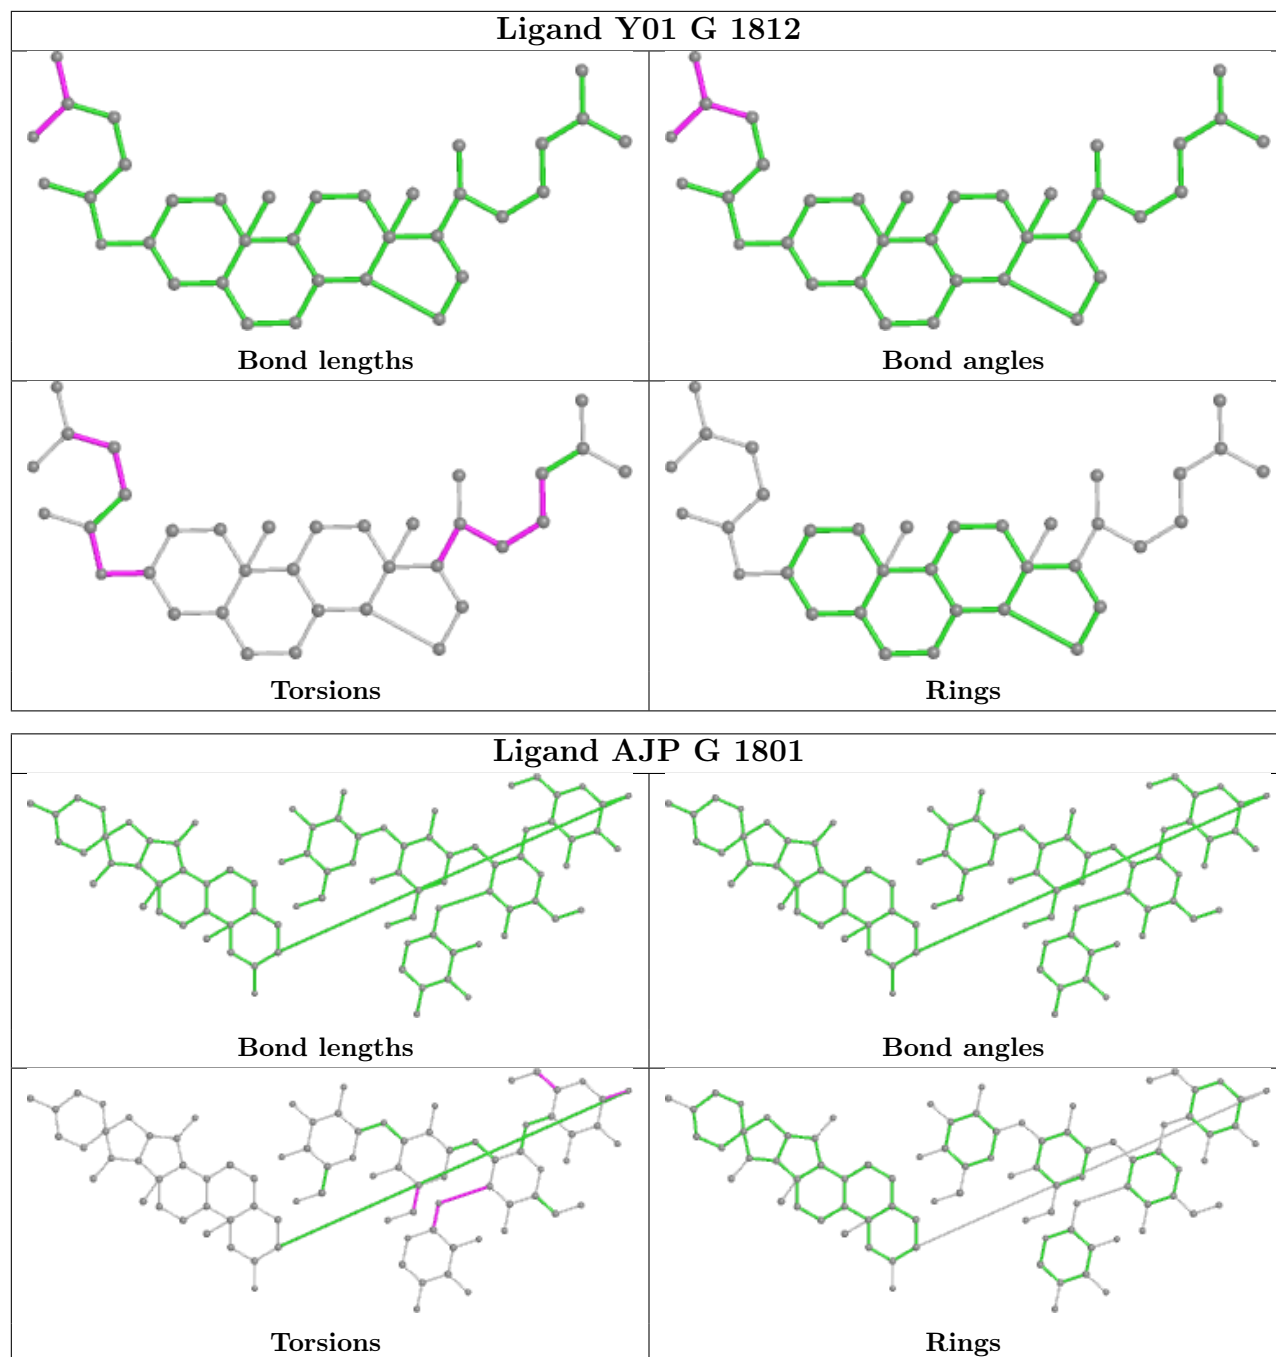 Ligand Y01 G 1812
Bond lengths
Bond angles
Torsions
Rings
Ligand AJP G 1801
Bond lengths
Bond angles
Torsions
Rings